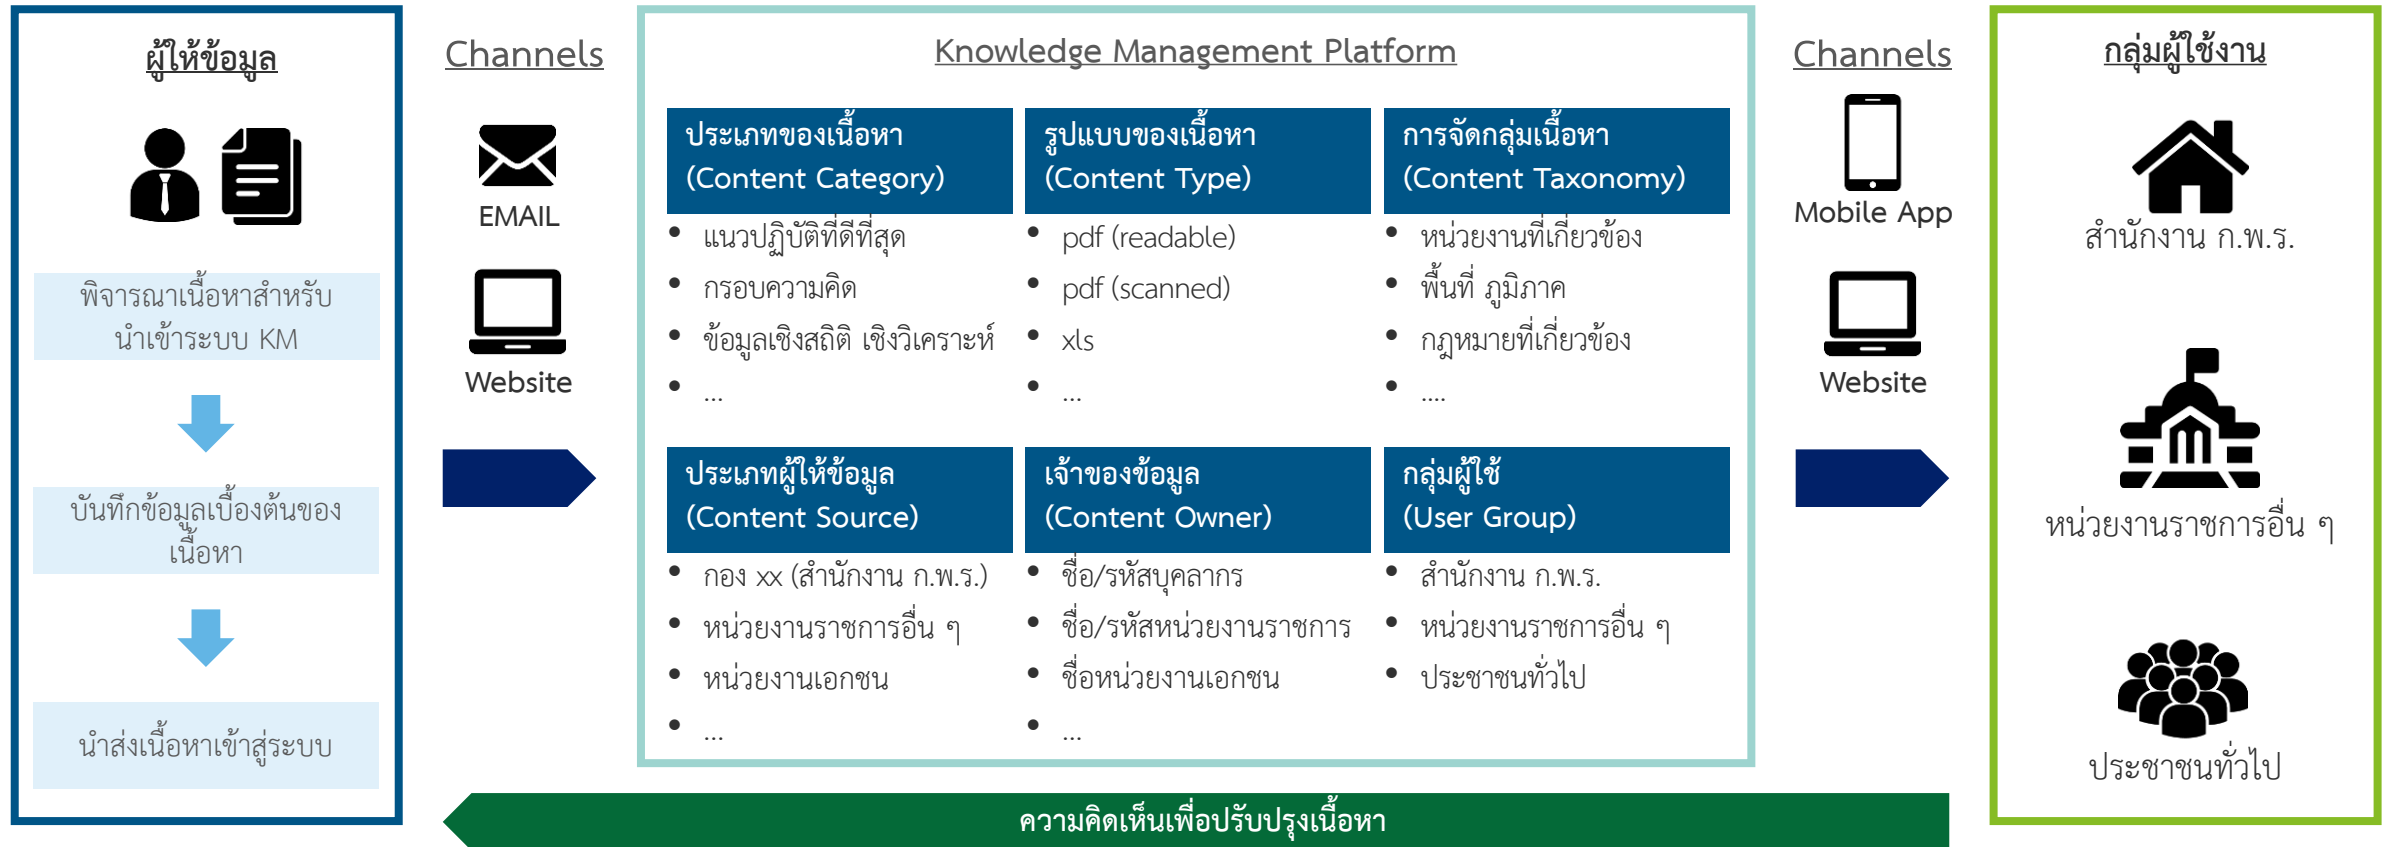 ผู้ให้ข้อมูล
พิจารณาเนื้อหาสำหรับ
นำเข้าระบบ KM
บันทึกข้อมูลเบื้องต้นของ
เนื้อหา
นำส่งเนื้อหาเข้าสู่ระบบ
Channels
EMAIL
Website
Knowledge Management Platform
ประเภทของเนื้อหา
(Content Category)
• แนวปฏิบัติที่ดีที่สุด
• กรอบความคิด
• ข้อมูลเชิงสถิติ เชิงวิเคราะห์
• ...
รูปแบบของเนื้อหา
(Content Type)
• pdf (readable)
• pdf (scanned)
• xls
• ...
การจัดกลุ่มเนื้อหา
(Content Taxonomy)
• หน่วยงานที่เกี่ยวข้อง
• พื้นที่ ภูมิภาค
• กฎหมายที่เกี่ยวข้อง
• ....
ประเภทผู้ให้ข้อมูล
(Content Source)
• กอง xx (สำนักงาน ก.พ.ร.)
• หน่วยงานราชการอื่น ๆ
• หน่วยงานเอกชน
• ...
เจ้าของข้อมูล
(Content Owner)
• ชื่อ/รหัสบุคลากร
• ชื่อ/รหัสหน่วยงานราชการ
• ชื่อหน่วยงานเอกชน
• ...
กลุ่มผู้ใช้
(User Group)
• สำนักงาน ก.พ.ร.
• หน่วยงานราชการอื่น ๆ
• ประชาชนทั่วไป
Channels
Mobile App
Website
กลุ่มผู้ใช้งาน
สำนักงาน ก.พ.ร.
หน่วยงานราชการอื่น ๆ
ประชาชนทั่วไป
ความคิดเห็นเพื่อปรับปรุงเนื้อหา